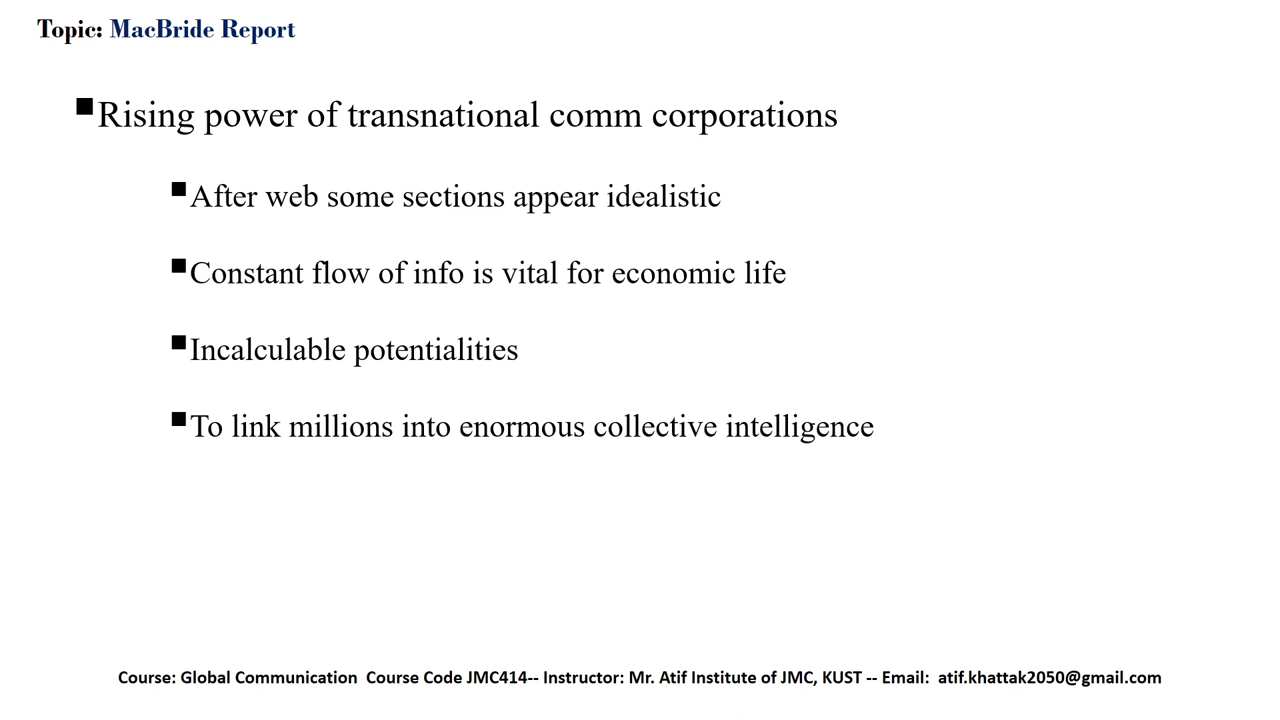 Topic: MacBride Report
▪Rising power of transnational comm corporations
▪After web some sections appear idealistic
▪Constant flow of info is vital for economic life
▪Incalculable potentialities
▪To link millions into enormous collective intelligence
Course: Global Communication  Course Code JMC414-- Instructor: Mr. Atif Institute of JMC, KUST -- Email:  atif.khattak2050@gmail.com